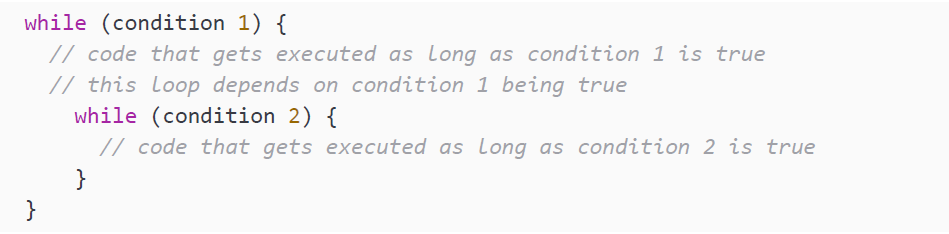 while (condition 1) {
// code that gets executed as long as condition 1 is true
// this loop depends on condition 1 being true
while (condition 2) {
// code that gets executed as long as condition 2 is true
}
}